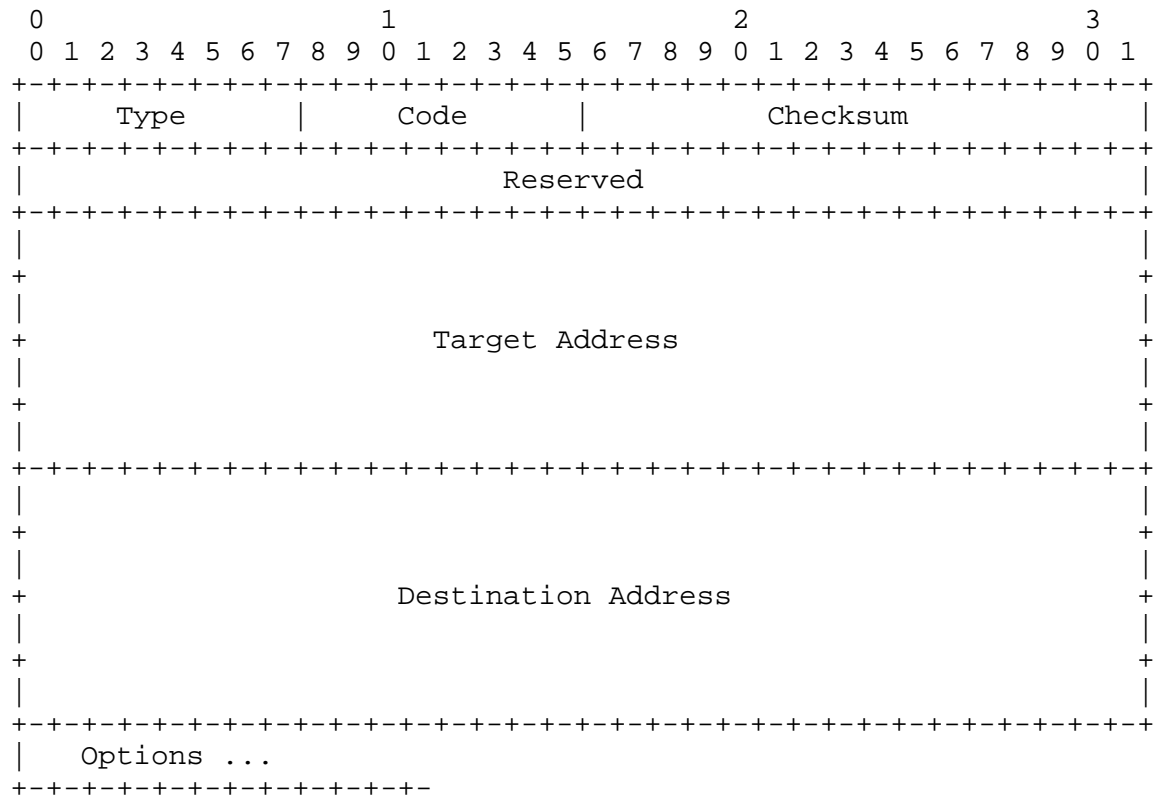 0                   1                   2                   3
 0 1 2 3 4 5 6 7 8 9 0 1 2 3 4 5 6 7 8 9 0 1 2 3 4 5 6 7 8 9 0 1
+-+-+-+-+-+-+-+-+-+-+-+-+-+-+-+-+-+-+-+-+-+-+-+-+-+-+-+-+-+-+-+-+
|     Type      |     Code      |          Checksum             |
+-+-+-+-+-+-+-+-+-+-+-+-+-+-+-+-+-+-+-+-+-+-+-+-+-+-+-+-+-+-+-+-+
|                           Reserved                            |
+-+-+-+-+-+-+-+-+-+-+-+-+-+-+-+-+-+-+-+-+-+-+-+-+-+-+-+-+-+-+-+-+
|                                                               |
+                                                               +
|                                                               |
+                       Target Address                          +
|                                                               |
+                                                               +
|                                                               |
+-+-+-+-+-+-+-+-+-+-+-+-+-+-+-+-+-+-+-+-+-+-+-+-+-+-+-+-+-+-+-+-+
|                                                               |
+                                                               +
|                                                               |
+                     Destination Address                       +
|                                                               |
+                                                               +
|                                                               |
+-+-+-+-+-+-+-+-+-+-+-+-+-+-+-+-+-+-+-+-+-+-+-+-+-+-+-+-+-+-+-+-+
|   Options ...
+-+-+-+-+-+-+-+-+-+-+-+-